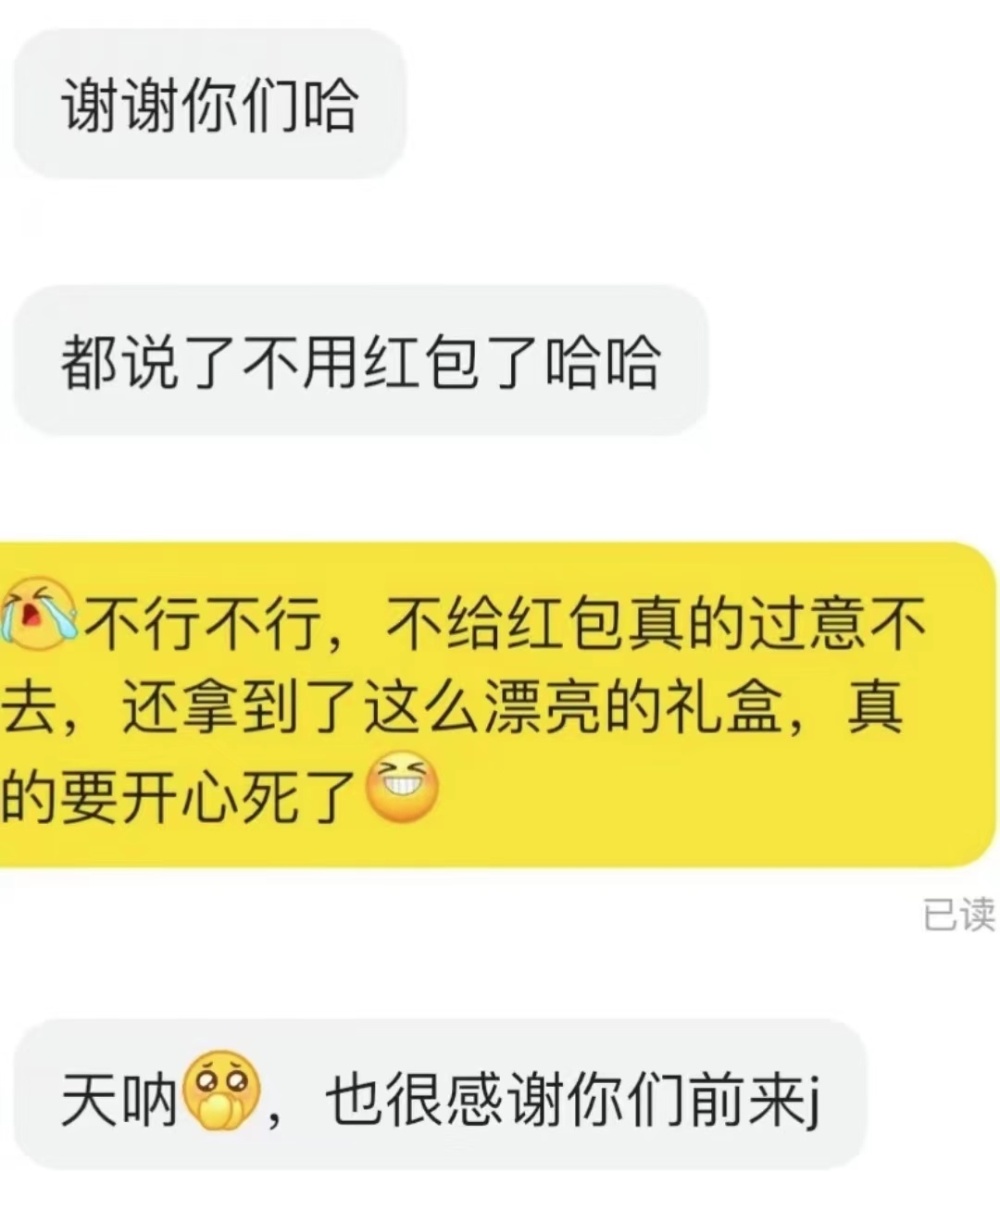 谢谢你们哈
都说了不用红包了哈哈
😭不行不行，不给红包真的过意不
去，还拿到了这么漂亮的礼盒，真
的要开心死了😆
已读
天呐🥺，也很感谢你们前来j